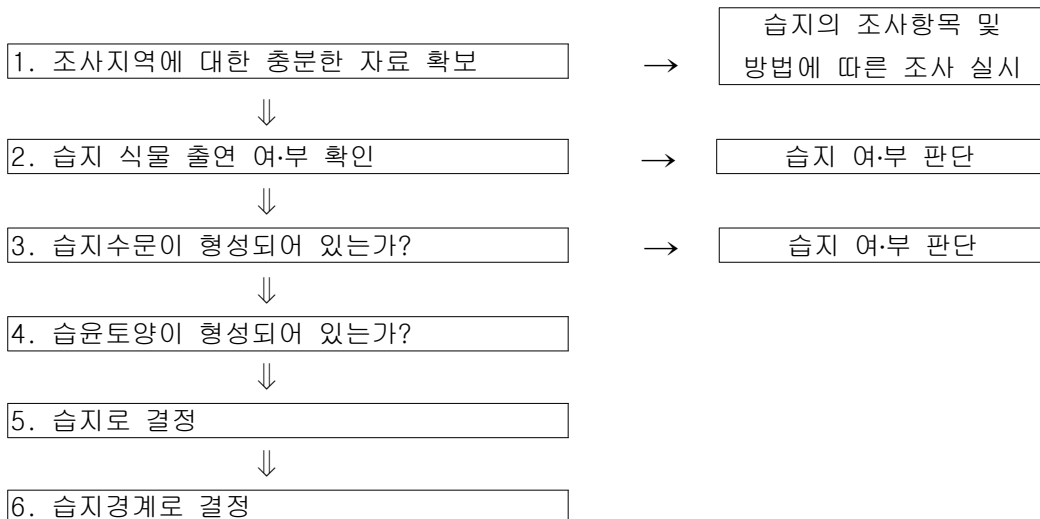 1. 조사지역에 대한 충분한 자료 확보
→
습지의 조사항목 및
방법에 따른 조사 실시
⇓
2. 습지 식물 출연 여·부 확인
→
습지 여·부 판단
⇓
3. 습지수문이 형성되어 있는가?
→
습지 여·부 판단
⇓
4. 습윤토양이 형성되어 있는가?
⇓
5. 습지로 결정
⇓
6. 습지경계로 결정